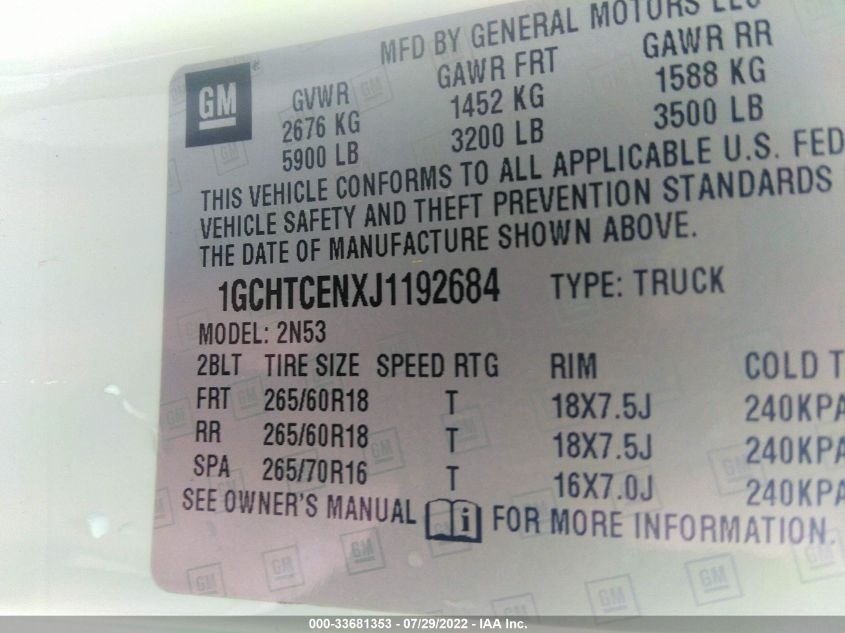 MFD BY GENERAL MOTORS LLC
GM
GVWR GAWR FRT GAWR RR
2676 KG 1452 KG 1588 KG
5900 LB 3200 LB 3500 LB
THIS VEHICLE CONFORMS TO ALL APPLICABLE U.S. FED
VEHICLE SAFETY AND THEFT PREVENTION STANDARDS
THE DATE OF MANUFACTURE SHOWN ABOVE.
1GCHTCENXJ1192684 TYPE: TRUCK
MODEL: 2N53
2BLT TIRE SIZE SPEED RTG RIM COLD T
FRT 265/60R18 T 18X7.5J 240KPA
RR 265/60R18 T 18X7.5J 240KPA
SPA 265/70R16 T 16X7.0J 240KPA
SEE OWNER'S MANUAL FOR MORE INFORMATION.
000-33681353 - 07/29/2022 - IAA Inc.